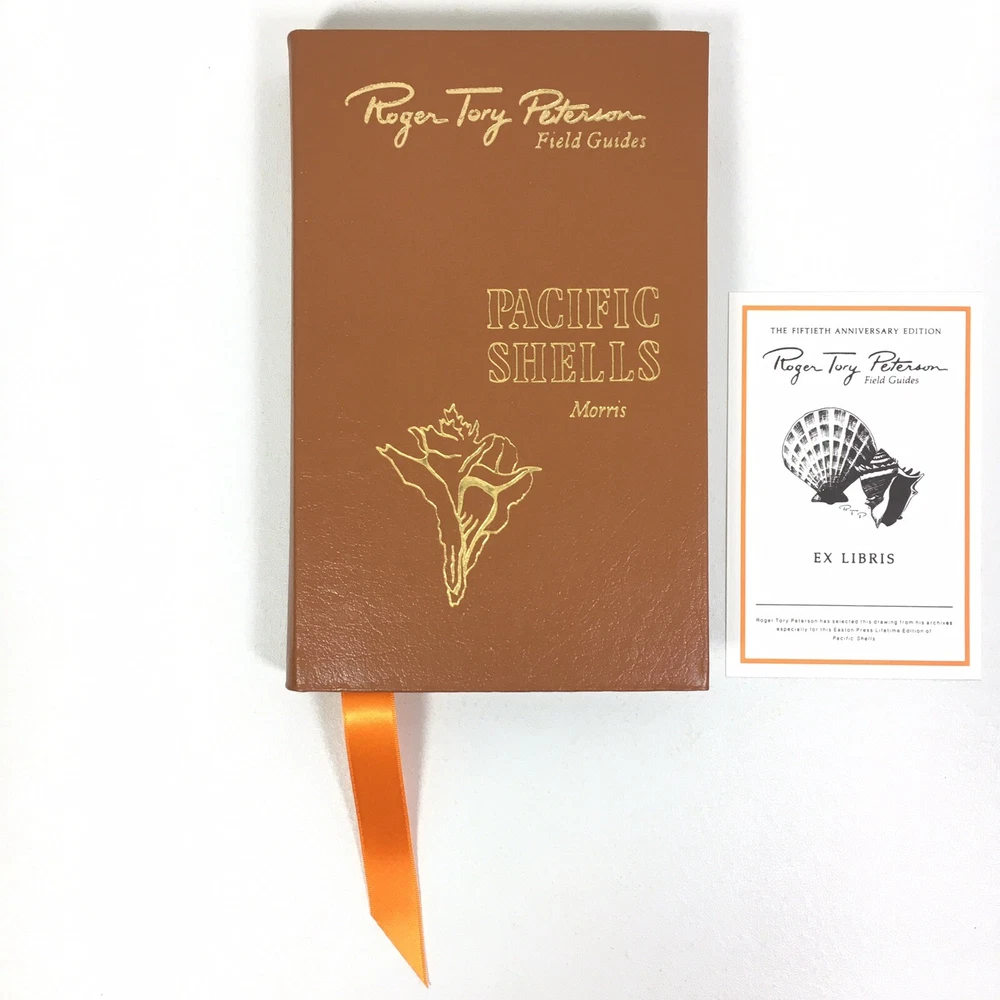 Roger Tory Peterson
Field Guides
PACIFIC
SHELLS
Morris
THE FIFTIETH ANNIVERSARY EDITION
Roger Tory Peterson
Field Guides
R.T.P.
EX LIBRIS
Roger Tory Peterson has selected this drawing from his archives
especially for this Easton Press Lifetime Edition of
Pacific Shells